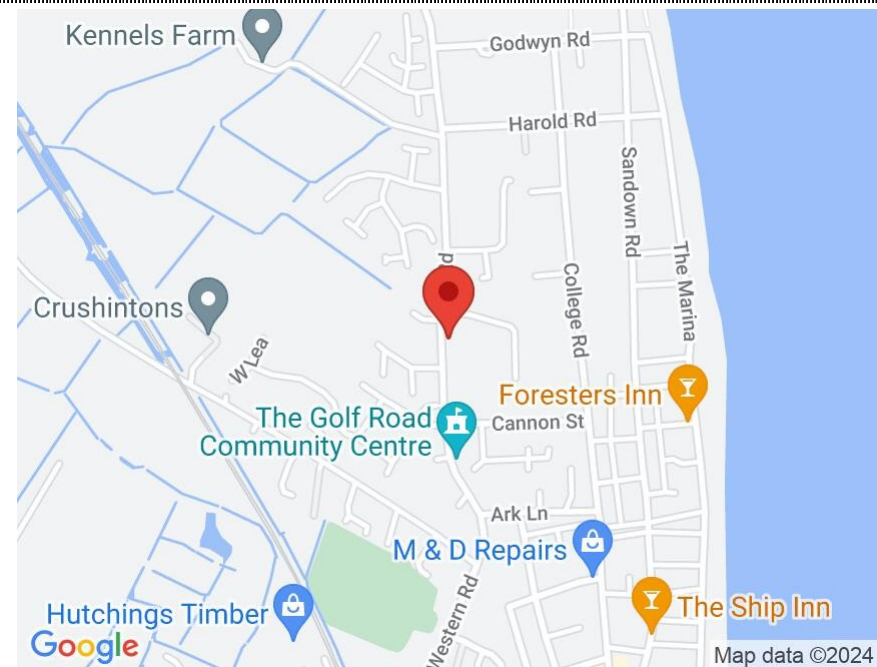 Kennels Farm
Godwyn Rd
Harold Rd
Sandown Rd
The Marina
College Rd
Crushintons
W Lea
Foresters Inn
The Golf Road
Community Centre
Cannon St
Ark Ln
M & D Repairs
Hutchings Timber
Western Rd
The Ship Inn
Google
Map data ©2024